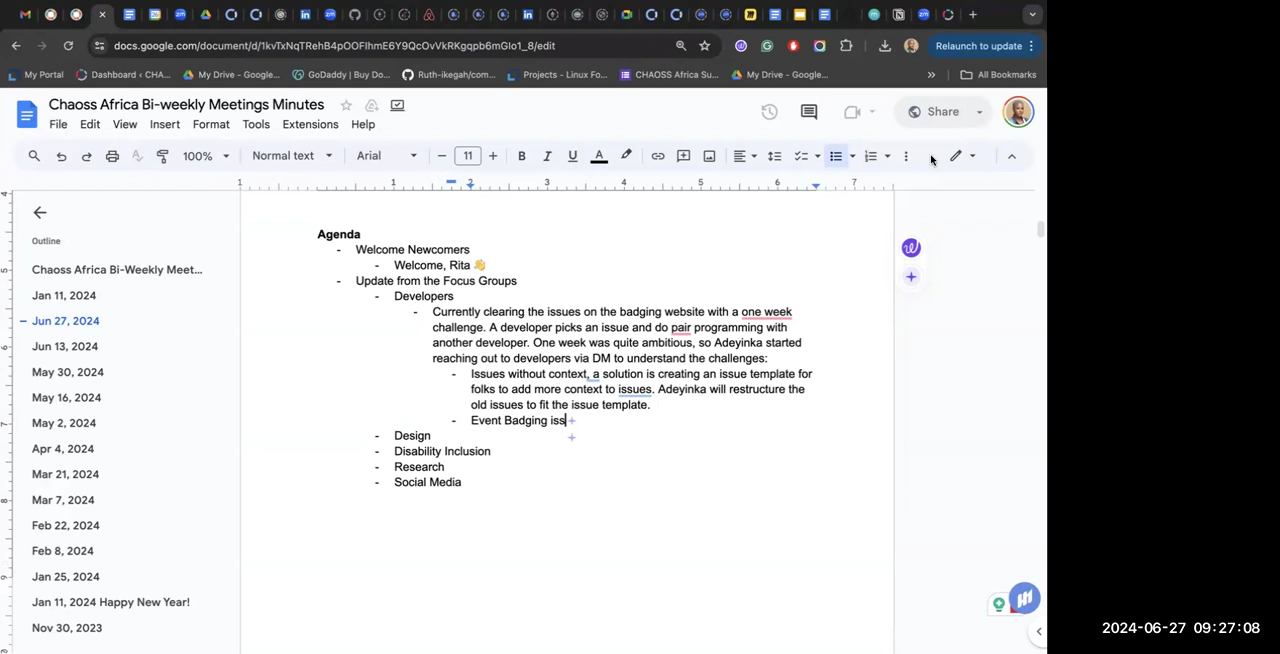 docs.google.com/document/d/1kvTxNqTRehB4pOOFIhmE6Y9QcOvVkRKgqpb6mGIo1_8/edit
Relaunch to update
My Portal
Dashboard ‹ CHA...
My Drive - Google...
GoDaddy | Buy Do...
Ruth-ikegah/com...
Projects - Linux Fo...
CHAOSS Africa Su...
My Drive - Google...
»
All Bookmarks
Chaoss Africa Bi-weekly Meetings Minutes
File Edit View Insert Format Tools Extensions Help
Share
100% Normal text Arial − 11 + B I U A
1 1 2 3 4 5 6 7
Outline
Chaoss Africa Bi-Weekly Meet...
Jan 11, 2024
Jun 27, 2024
Jun 13, 2024
May 30, 2024
May 16, 2024
May 2, 2024
Apr 4, 2024
Mar 21, 2024
Mar 7, 2024
Feb 22, 2024
Feb 8, 2024
Jan 25, 2024
Jan 11, 2024 Happy New Year!
Nov 30, 2023
Agenda
- Welcome Newcomers
- Welcome, Rita 👋
- Update from the Focus Groups
- Developers
- Currently clearing the issues on the badging website with a one week
challenge. A developer picks an issue and do pair programming with
another developer. One week was quite ambitious, so Adeyinka started
reaching out to developers via DM to understand the challenges:
- Issues without context, a solution is creating an issue template for
folks to add more context to issues. Adeyinka will restructure the
old issues to fit the issue template.
- Event Badging iss
- Design
- Disability Inclusion
- Research
- Social Media
2024-06-27 09:27:08